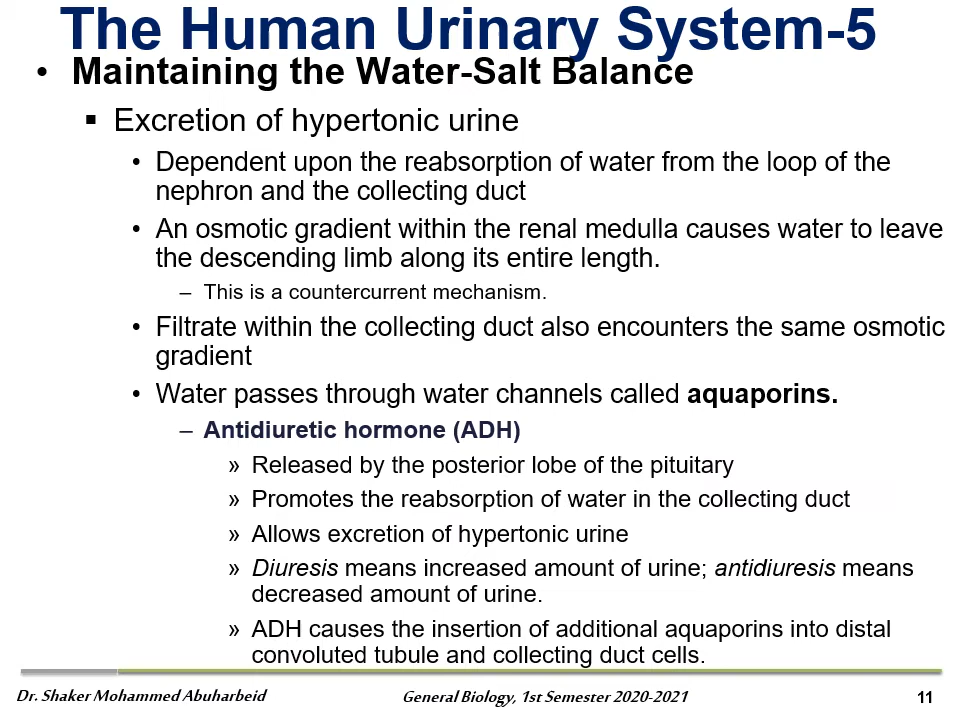 The Human Urinary System-5
• Maintaining the Water-Salt Balance
▪ Excretion of hypertonic urine
• Dependent upon the reabsorption of water from the loop of the
nephron and the collecting duct
• An osmotic gradient within the renal medulla causes water to leave
the descending limb along its entire length.
– This is a countercurrent mechanism.
• Filtrate within the collecting duct also encounters the same osmotic
gradient
• Water passes through water channels called aquaporins.
– Antidiuretic hormone (ADH)
» Released by the posterior lobe of the pituitary
» Promotes the reabsorption of water in the collecting duct
» Allows excretion of hypertonic urine
» Diuresis means increased amount of urine; antidiuresis means
decreased amount of urine.
» ADH causes the insertion of additional aquaporins into distal
convoluted tubule and collecting duct cells.
Dr. Shaker Mohammed Abuharbeid General Biology, 1st Semester 2020-2021 11